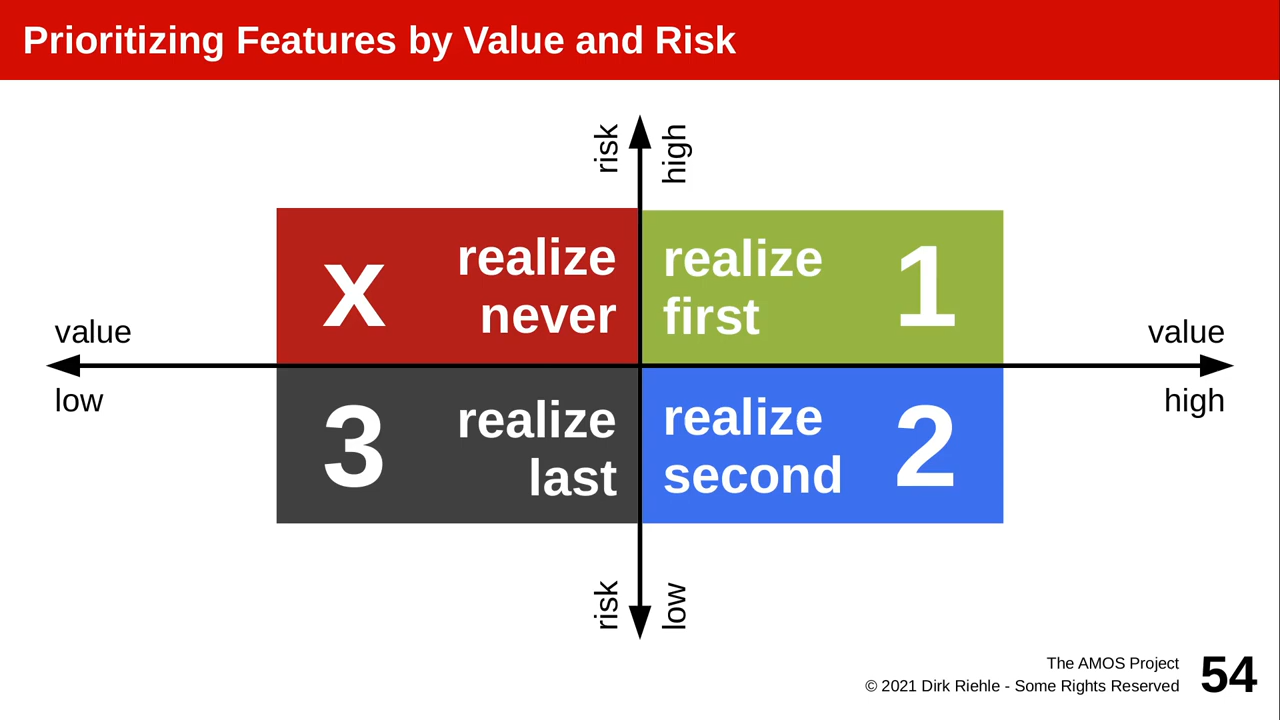 Prioritizing Features by Value and Risk
risk
high
x
realize
never
realize
first
1
value
low
value
high
3
realize
last
realize
second
2
risk
low
The AMOS Project
© 2021 Dirk Riehle - Some Rights Reserved
54